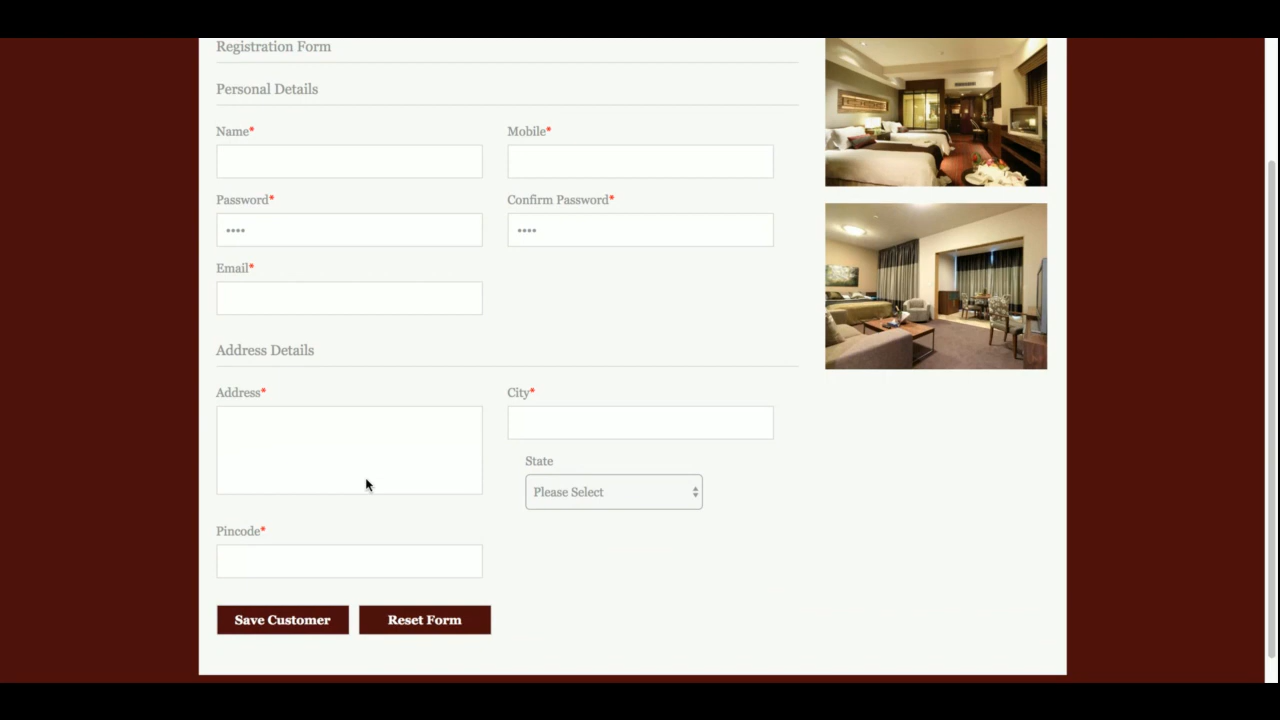 Registration Form
Personal Details
Name* Mobile*
Password* Confirm Password*
•••• ••••
Email*
Address Details
Address* City*
State
Please Select
Pincode*
Save Customer Reset Form